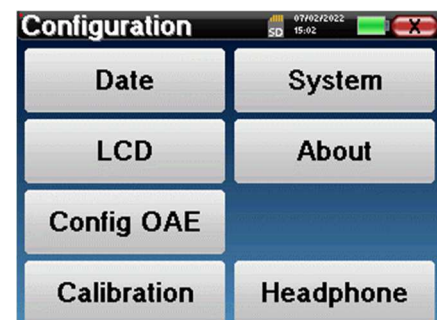 Configuration SD 07/02/2022
15:02 X
Date System
LCD About
Config OAE
Calibration Headphone